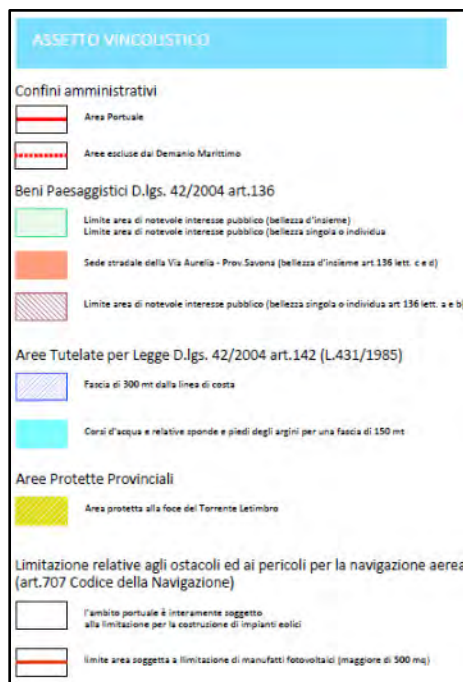 ASSETTO VINCOLISTICO
Confini amministrativi
Area Portuale
Aree escluse dal Demanio Marittimo
Beni Paesaggistici D.lgs. 42/2004 art.136
Limite area di notevole interesse pubblico (bellezza d'insieme)
Limite area di notevole interesse pubblico (bellezza singola o individua
Sede stradale della Via Aurelia - Prov.Savona (bellezza d'insieme art.136 lett. c e d)
Limite area di notevole interesse pubblico (bellezza singola o individua art 136 lett. a e b)
Aree Tutelate per Legge D.lgs. 42/2004 art.142 (L.431/1985)
Fascia di 300 mt dalla linea di costa
Corsi d'acqua e relative sponde e piedi degli argini per una fascia di 150 mt
Aree Protette Provinciali
Area protetta alla foce del Torrente Letimbro
Limitazione relative agli ostacoli ed ai pericoli per la navigazione aerea
(art.707 Codice della Navigazione)
l'ambito portuale è interamente soggetto
alla limitazione per la costruzione di impianti eolici
limite area soggetta a llimitazione di manufatti fotovoltaici (maggiore di 500 mq)